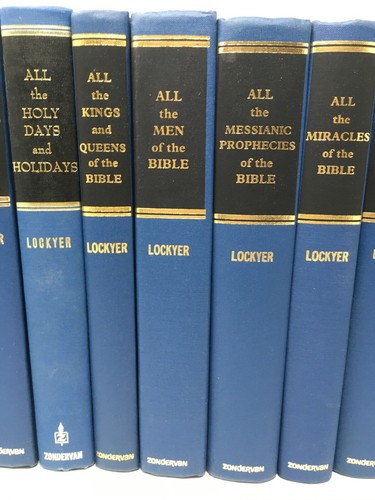 ALL
the
HOLY
DAYS
and
HOLIDAYS
LOCKYER
Z
ZONDERVAN
ALL
the
KINGS
and
QUEENS
of the
BIBLE
LOCKYER
ZONDERVAN
ALL
the
MEN
of the
BIBLE
LOCKYER
ZONDERVAN
ALL
the
MESSIANIC
PROPHECIES
of the
BIBLE
LOCKYER
ZONDERVAN
ALL
the
MIRACLES
of the
BIBLE
LOCKYER
ZONDERVAN